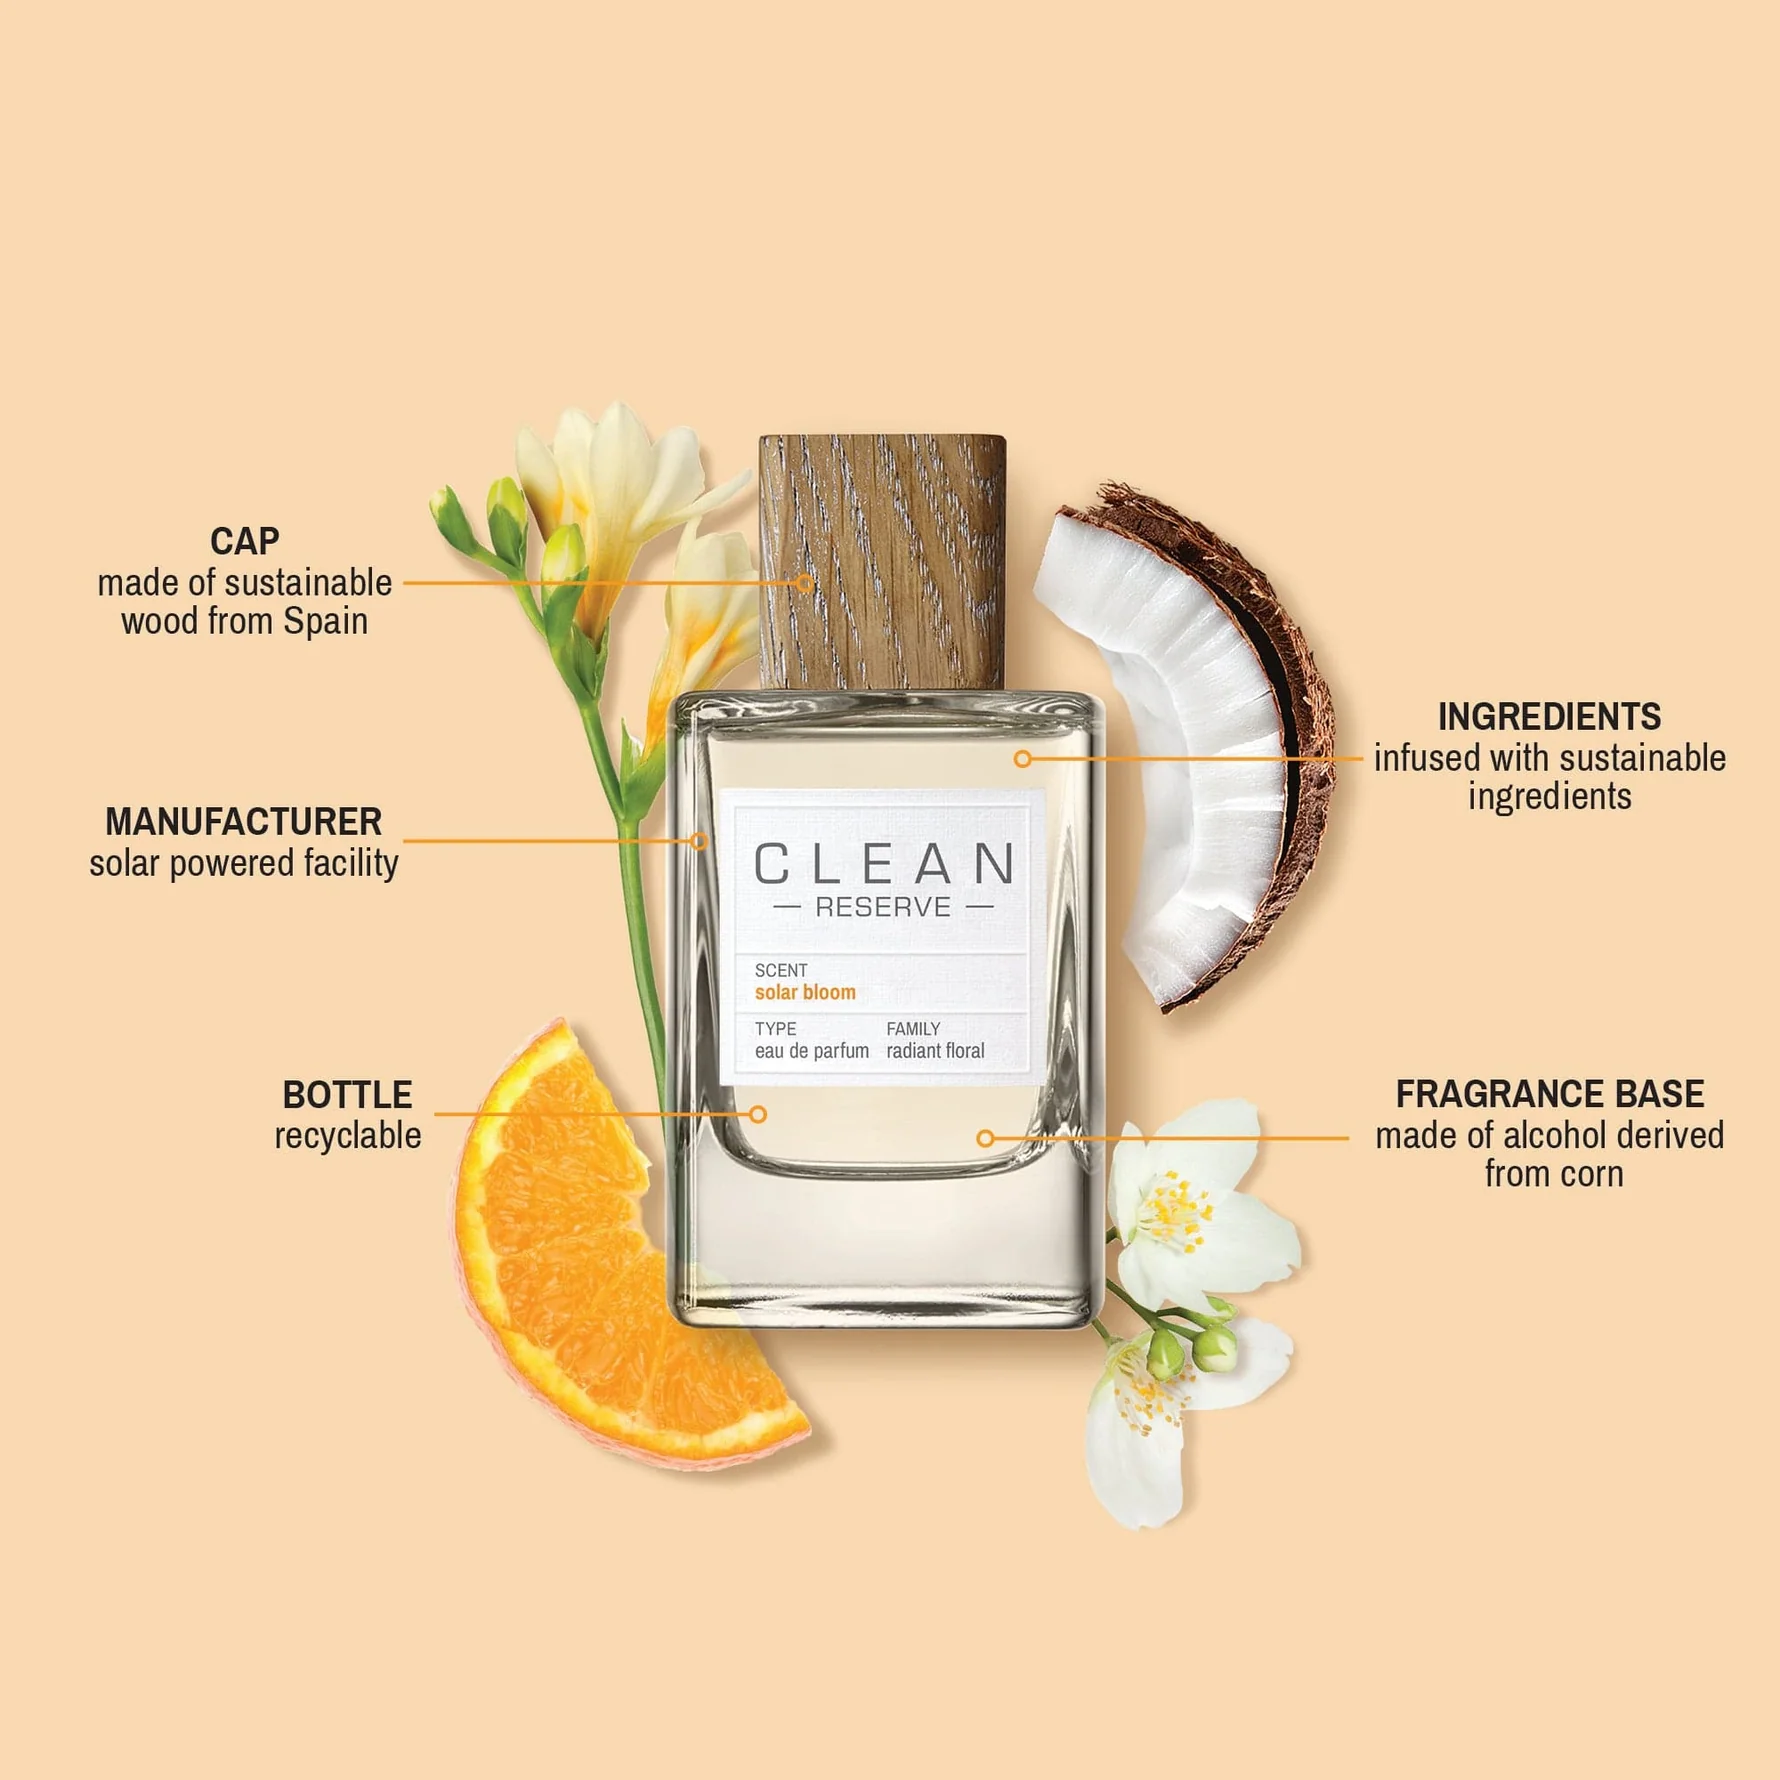 CAP
made of sustainable
wood from Spain
MANUFACTURER
solar powered facility
BOTTLE
recyclable
CLEAN
— RESERVE —
SCENT
solar bloom
TYPE FAMILY
eau de parfum radiant floral
INGREDIENTS
infused with sustainable
ingredients
FRAGRANCE BASE
made of alcohol derived
from corn